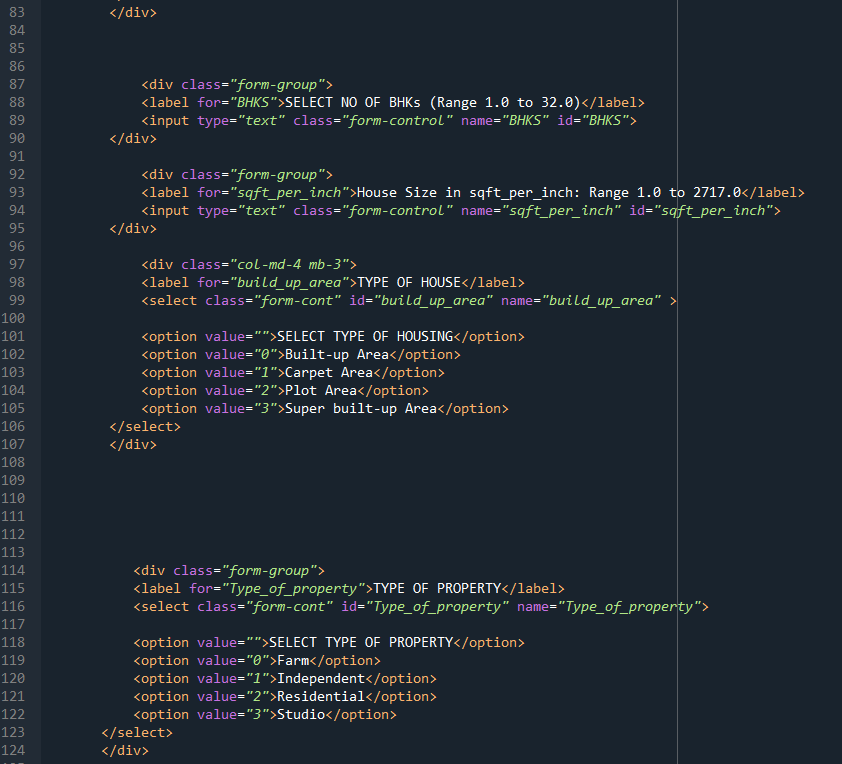 83 </div>
84
85
86
87 <div class="form-group">
88 <label for="BHKS">SELECT NO OF BHKs (Range 1.0 to 32.0)</label>
89 <input type="text" class="form-control" name="BHKS" id="BHKS">
90 </div>
91
92 <div class="form-group">
93 <label for="sqft_per_inch">House Size in sqft_per_inch: Range 1.0 to 2717.0</label>
94 <input type="text" class="form-control" name="sqft_per_inch" id="sqft_per_inch">
95 </div>
96
97 <div class="col-md-4 mb-3">
98 <label for="build_up_area">TYPE OF HOUSE</label>
99 <select class="form-cont" id="build_up_area" name="build_up_area" >
100
101 <option value="">SELECT TYPE OF HOUSING</option>
102 <option value="0">Built-up Area</option>
103 <option value="1">Carpet Area</option>
104 <option value="2">Plot Area</option>
105 <option value="3">Super built-up Area</option>
106 </select>
107 </div>
108
109
110
111
112
113
114 <div class="form-group">
115 <label for="Type_of_property">TYPE OF PROPERTY</label>
116 <select class="form-cont" id="Type_of_property" name="Type_of_property">
117
118 <option value="">SELECT TYPE OF PROPERTY</option>
119 <option value="0">Farm</option>
120 <option value="1">Independent</option>
121 <option value="2">Residential</option>
122 <option value="3">Studio</option>
123 </select>
124 </div>